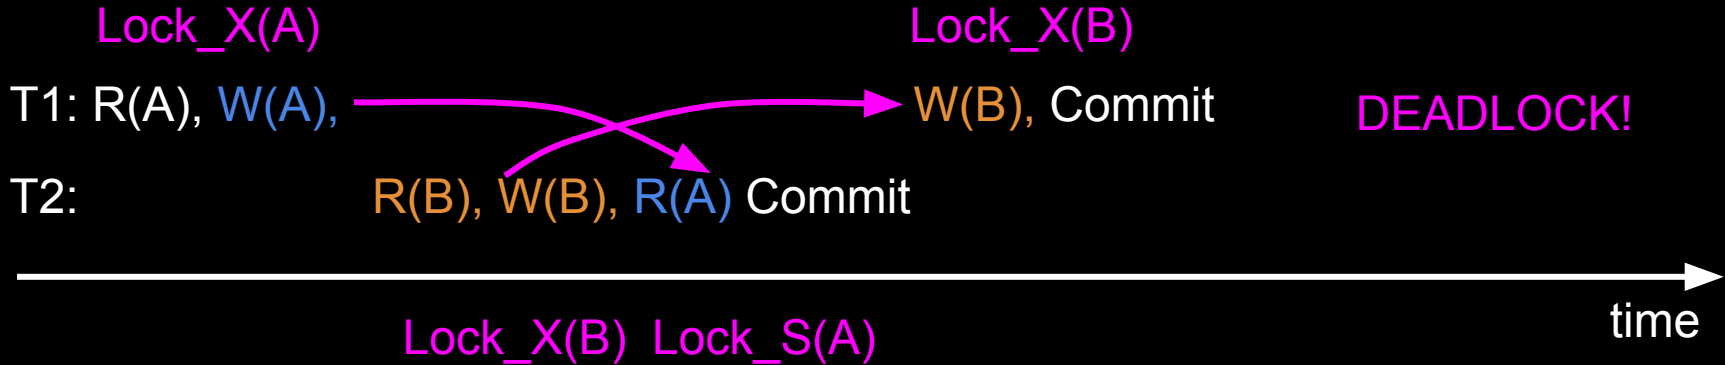 Lock_X(A) Lock_X(B)
T1: R(A), W(A), W(B), Commit DEADLOCK!
T2: R(B), W(B), R(A) Commit
time
Lock_X(B) Lock_S(A)